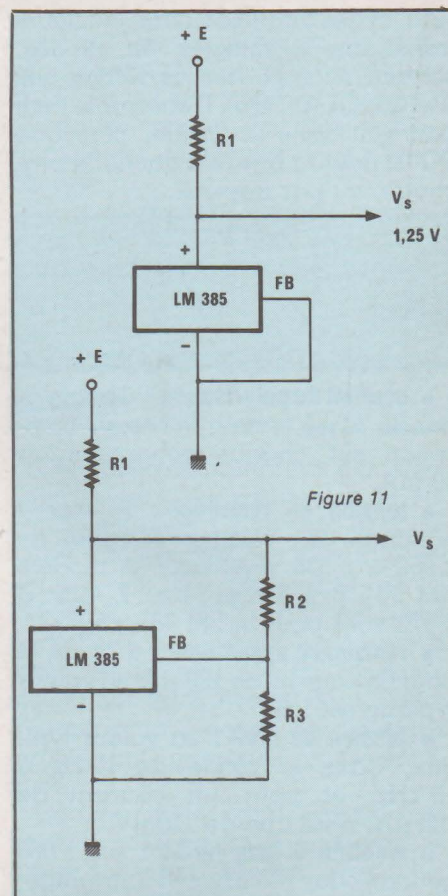 + E
R1
Vs
1,25 V
+
FB
LM 385
-
+ E
R1
Figure 11
Vs
R2
+
FB
LM 385
R3
-